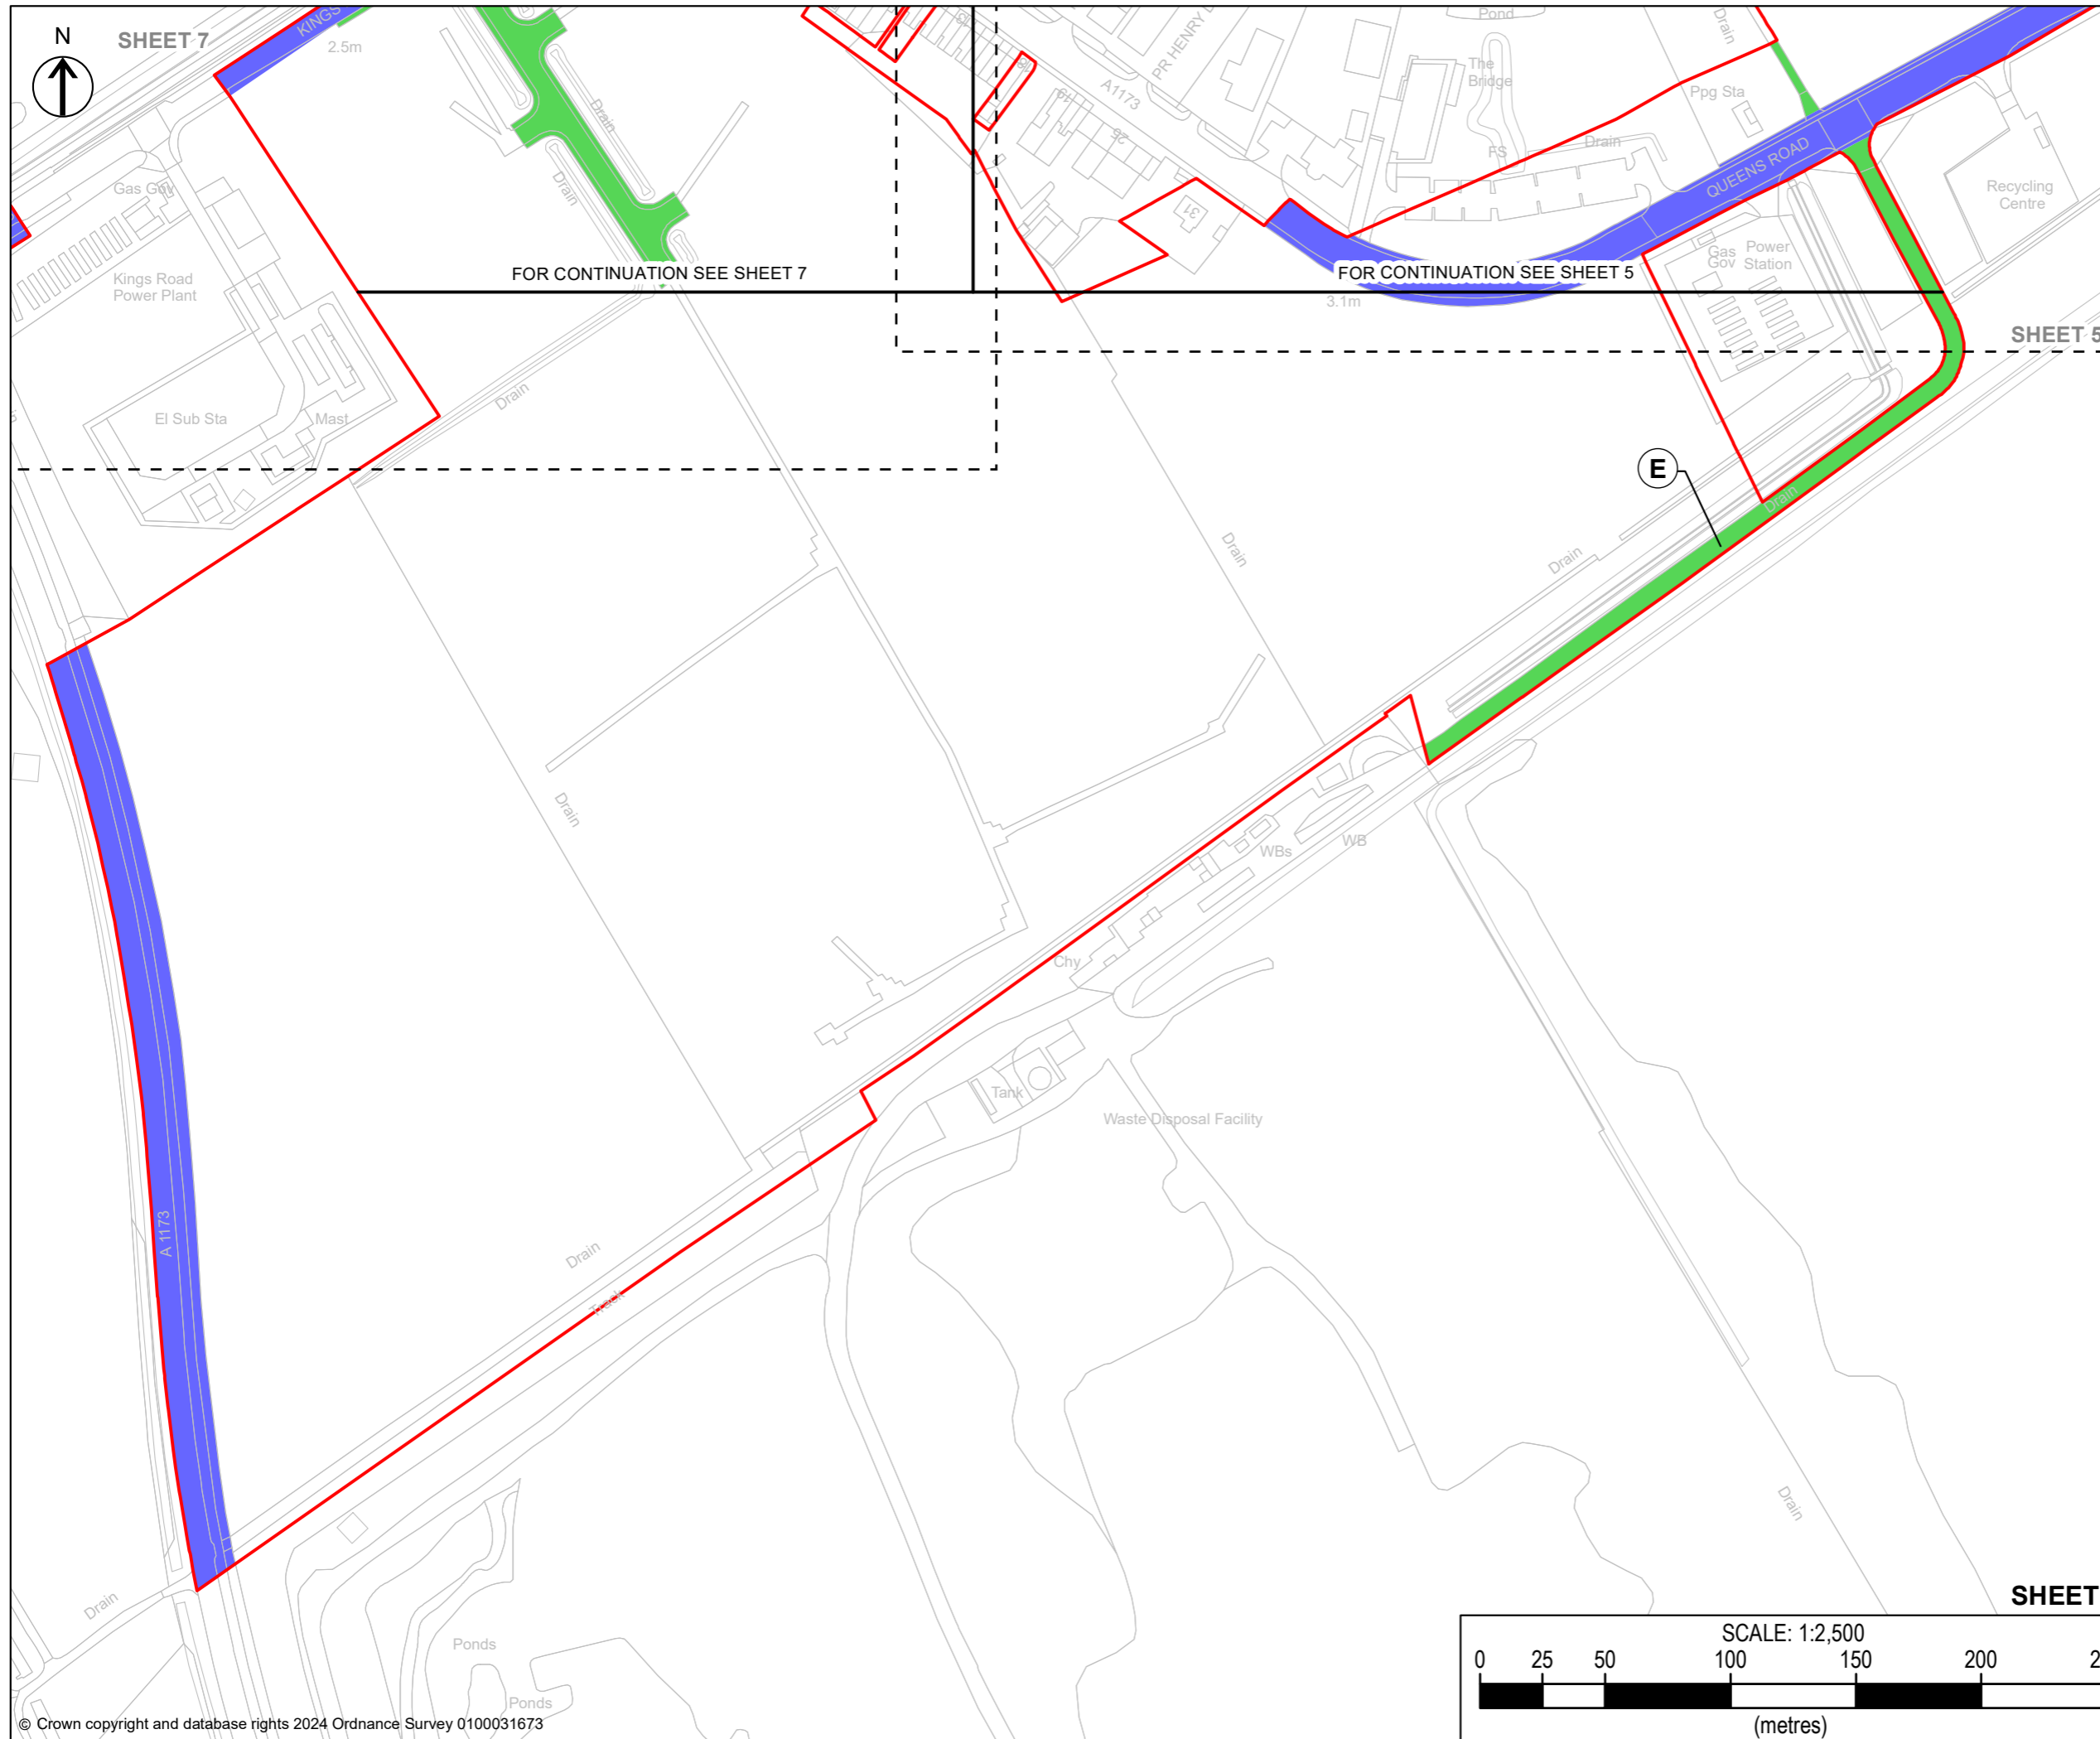 N
SHEET 7
KINGS
2.5m
Drain
Drain
Gas Gov
Kings Road
Power Plant
El Sub Sta
Mast
Drain
FOR CONTINUATION SEE SHEET 7
19
25
31
A1173
PR HENRY
Pond
The
Bridge
FS
Drain
Drain
Ppg Sta
QUEENS ROAD
Recycling
Centre
Gas
Gov
Power
Station
FOR CONTINUATION SEE SHEET 5
3.1m
SHEET 5
E
Drain
Drain
Drain
Drain
WBs
WB
Chy
Tank
Waste Disposal Facility
A 1173
Drain
Track
Drain
Drain
Ponds
Ponds
SHEET
SCALE: 1:2,500
0 25 50 100 150 200 2
(metres)
© Crown copyright and database rights 2024 Ordnance Survey 0100031673